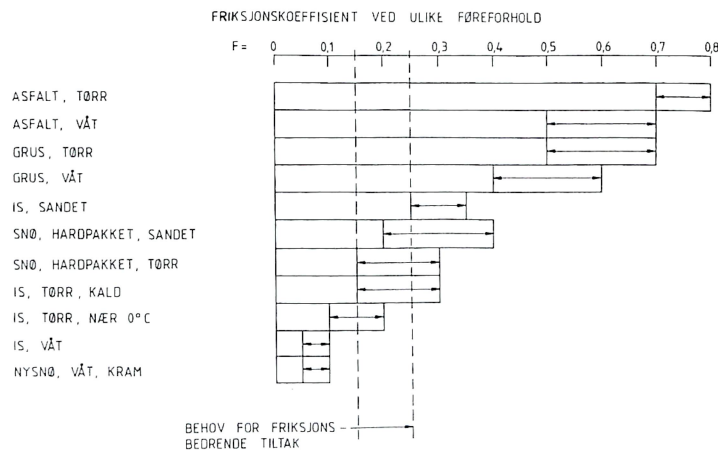 FRIKSJONSKOEFFISIENT VED ULIKE FØREFORHOLD
F= 0 0,1 0,2 0,3 0,4 0,5 0,6 0,7 0,8
ASFALT, TØRR
ASFALT, VÅT
GRUS, TØRR
GRUS, VÅT
IS, SANDET
SNØ, HARDPAKKET, SANDET
SNØ, HARDPAKKET, TØRR
IS, TØRR, KALD
IS, TØRR, NÆR 0°C
IS, VÅT
NYSNØ, VÅT, KRAM
BEHOV FOR FRIKSJONS
BEDRENDE TILTAK